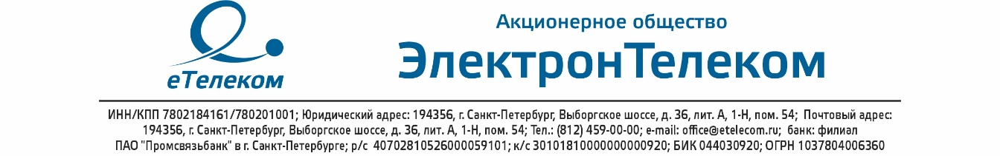 Акционерное общество
ЭлектронТелеком
еТелеком
ИНН/КПП 7802184161/780201001; Юридический адрес: 194356, г. Санкт-Петербург, Выборгское шоссе, д. 36, лит. А, 1-Н, пом. 54; Почтовый адрес:
194356, г. Санкт-Петербург, Выборгское шоссе, д. 36, лит. А, 1-Н, пом. 54; Тел.: (812) 459-00-00; e-mail: office@etelecom.ru; банк: филиал
ПАО "Промсвязьбанк" в г. Санкт-Петербурге; р/с 40702810526000059101; к/с 30101810000000000920; БИК 044030920; ОГРН 1037804006360